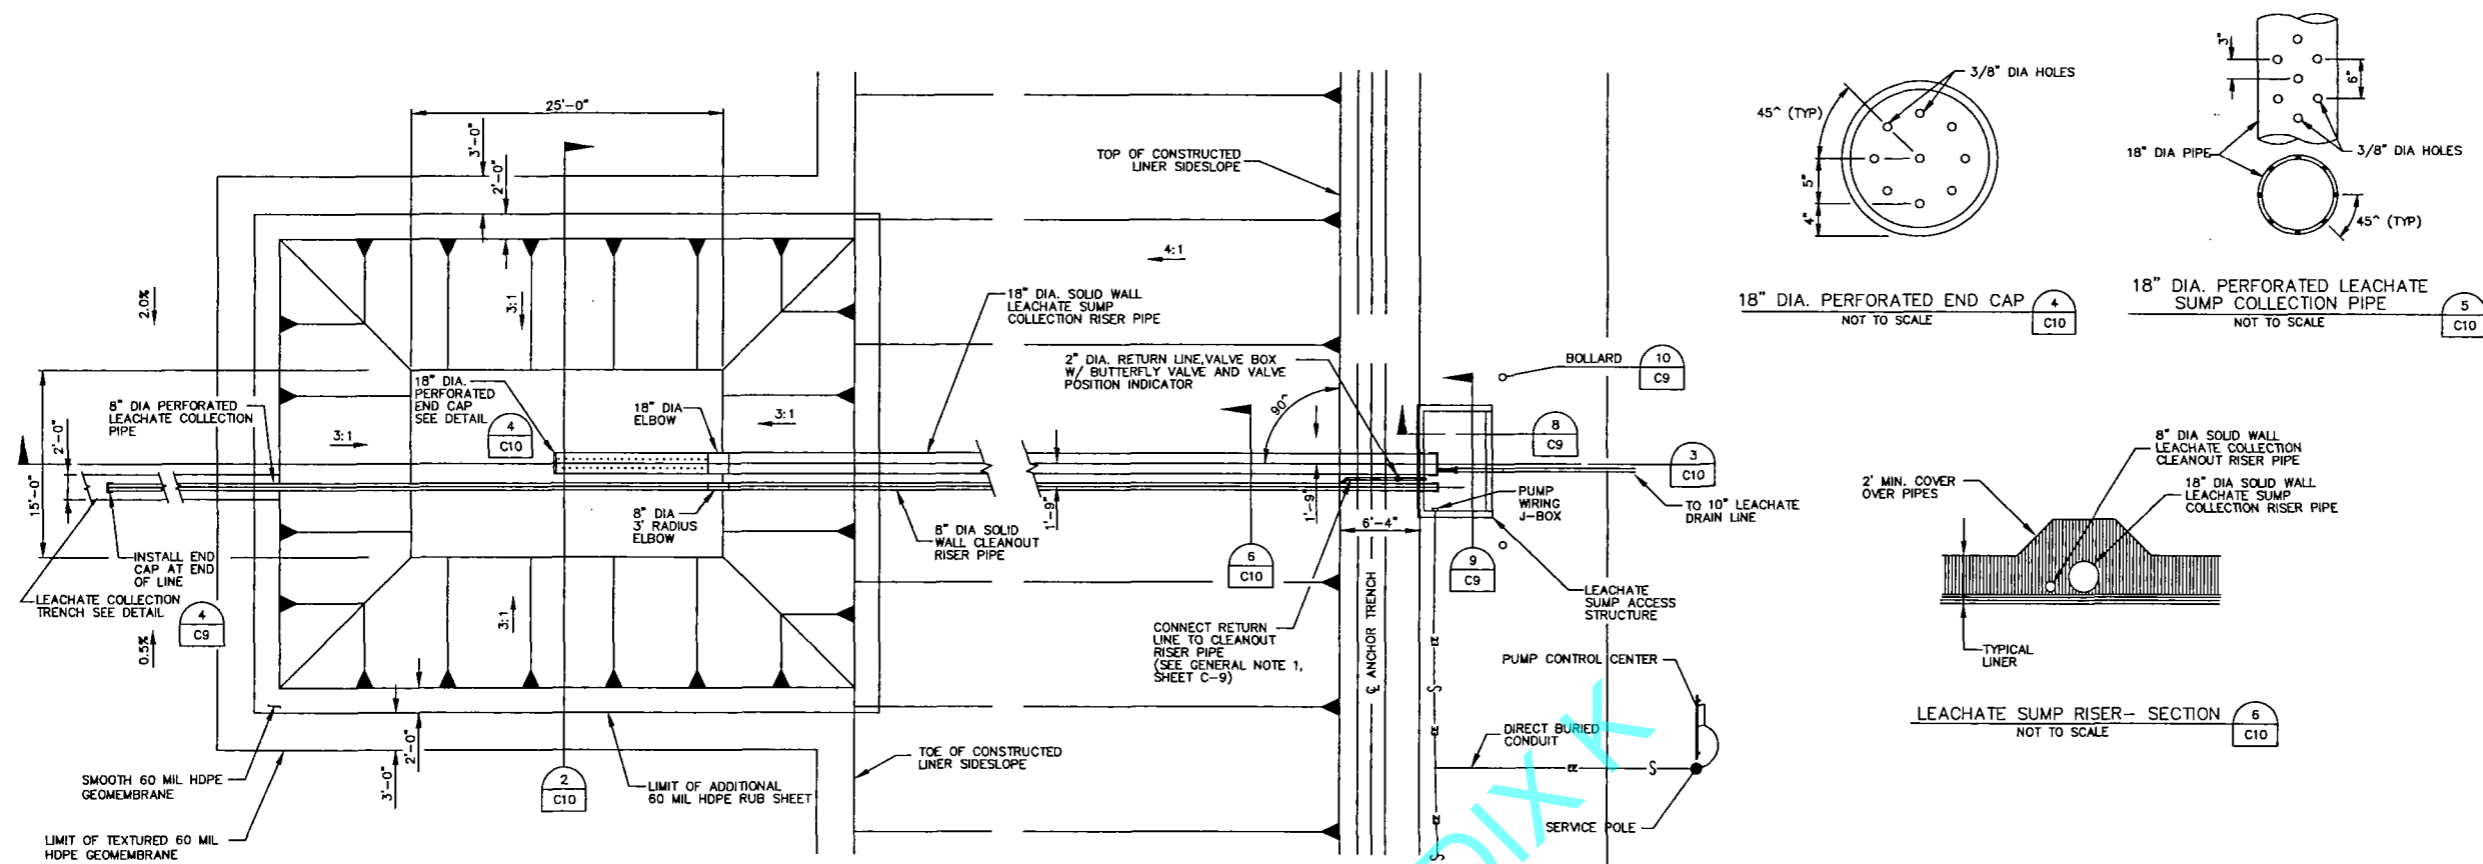 25'-0"
3'-0"
2'-0"
2.0%
3:1
15'-0"
2'-0"
8" DIA PERFORATED
LEACHATE COLLECTION
PIPE
3:1
18" DIA.
PERFORATED
END CAP
SEE DETAIL
4
C10
18" DIA
ELBOW
3:1
INSTALL END
CAP AT END
OF LINE
LEACHATE COLLECTION
TRENCH SEE DETAIL
4
C9
0.5%
8" DIA
3' RADIUS
ELBOW
3:1
SMOOTH 60 MIL HDPE
GEOMEMBRANE
LIMIT OF TEXTURED 60 MIL
HDPE GEOMEMBRANE
3'-0"
2'-0"
2
C10
LIMIT OF ADDITIONAL
60 MIL HDPE RUB SHEET
TOP OF CONSTRUCTED
LINER SIDESLOPE
4:1
18" DIA. SOLID WALL
LEACHATE SUMP
COLLECTION RISER PIPE
2" DIA. RETURN LINE,VALVE BOX
W/ BUTTERFLY VALVE AND VALVE
POSITION INDICATOR
90^
8" DIA SOLID
WALL CLEANOUT
RISER PIPE
1'-9"
1'-9"
6'-4"
6
C10
CONNECT RETURN
LINE TO CLEANOUT
RISER PIPE
(SEE GENERAL NOTE 1,
SHEET C-9)
TOE OF CONSTRUCTED
LINER SIDESLOPE
℄ ANCHOR TRENCH
BOLLARD
10
C9
8
C9
3
C10
TO 10" LEACHATE
DRAIN LINE
PUMP
WIRING
J-BOX
9
C9
LEACHATE
SUMP ACCESS
STRUCTURE
PUMP CONTROL CENTER
S
DIRECT BURIED
CONDUIT
S
SERVICE POLE
S
3/8" DIA HOLES
45^ (TYP)
5"
4"
18" DIA. PERFORATED END CAP
NOT TO SCALE
4
C10
3"
6"
18" DIA PIPE
3/8" DIA HOLES
45^ (TYP)
18" DIA. PERFORATED LEACHATE
SUMP COLLECTION PIPE
NOT TO SCALE
5
C10
8" DIA SOLID WALL
LEACHATE COLLECTION
CLEANOUT RISER PIPE
2' MIN. COVER
OVER PIPES
18" DIA SOLID WALL
LEACHATE SUMP
COLLECTION RISER PIPE
TYPICAL
LINER
LEACHATE SUMP RISER- SECTION
NOT TO SCALE
6
C10
DIX K